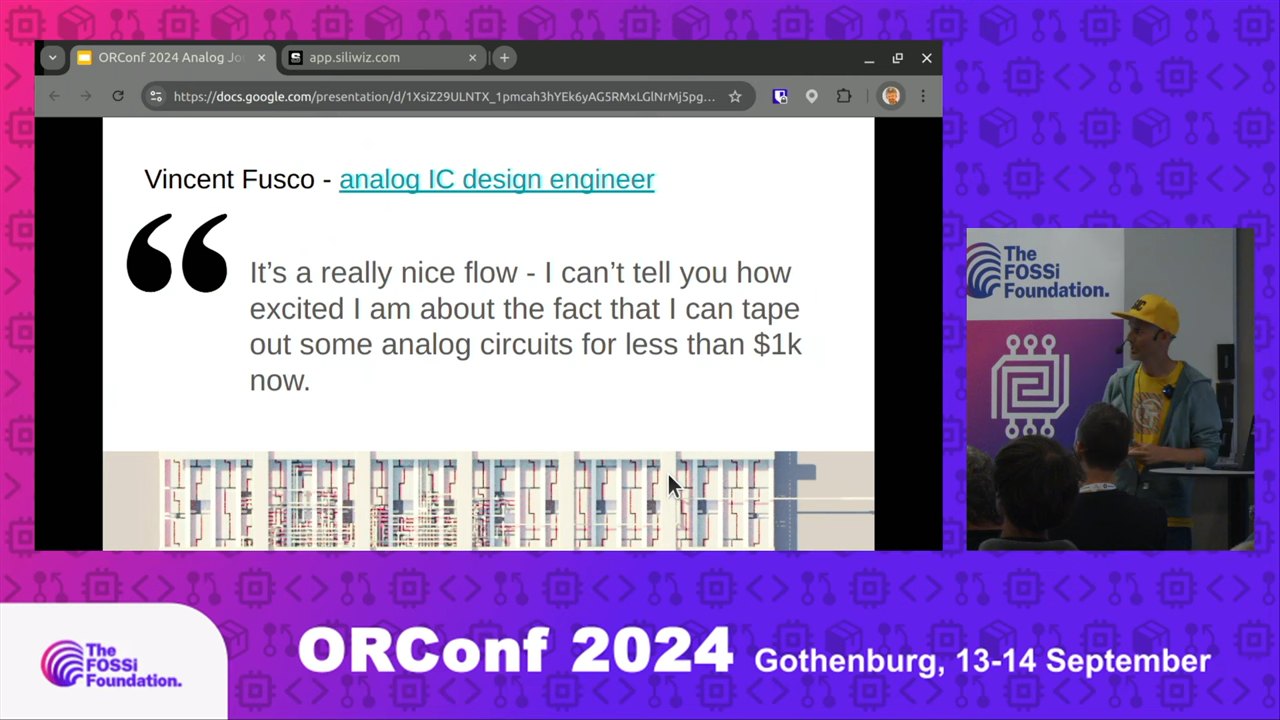 ORConf 2024 Analog Jo
app.siliwiz.com
https://docs.google.com/presentation/d/1XsiZ29ULNTX_1pmcah3hYEk6yAG5RMxLGlNrMj5pg...
Vincent Fusco - analog IC design engineer
“
It’s a really nice flow - I can’t tell you how
excited I am about the fact that I can tape
out some analog circuits for less than $1k
now.
The
FOSSi
Foundation.
The
FOSSi
Foundation.
ORConf 2024 Gothenburg, 13-14 September